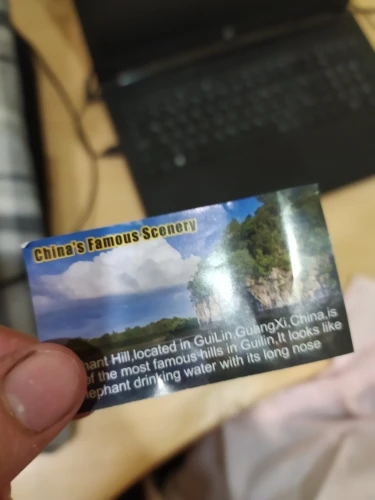 China's Famous Scenery
hant Hill,located in GuiLin,GuangXi,China,is
of the most famous hills in Guilin,It looks like
lephant drinking water with its long nose